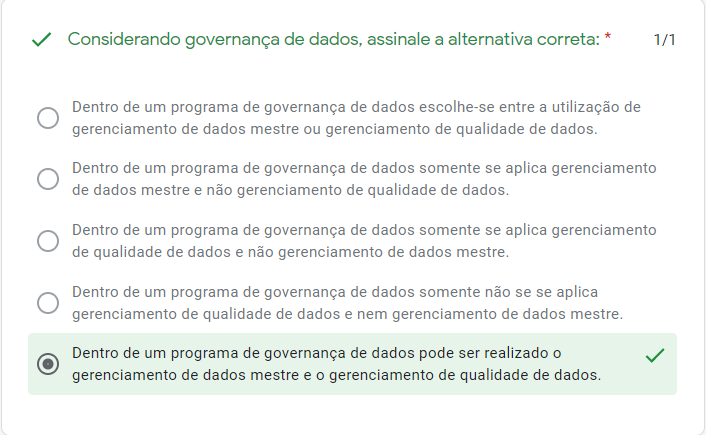 Considerando governança de dados, assinale a alternativa correta: * 1/1
Dentro de um programa de governança de dados escolhe-se entre a utilização de
gerenciamento de dados mestre ou gerenciamento de qualidade de dados.
Dentro de um programa de governança de dados somente se aplica gerenciamento
de dados mestre e não gerenciamento de qualidade de dados.
Dentro de um programa de governança de dados somente se aplica gerenciamento
de qualidade de dados e não gerenciamento de dados mestre.
Dentro de um programa de governança de dados somente não se se aplica
gerenciamento de qualidade de dados e nem gerenciamento de dados mestre.
Dentro de um programa de governança de dados pode ser realizado o
gerenciamento de dados mestre e o gerenciamento de qualidade de dados.